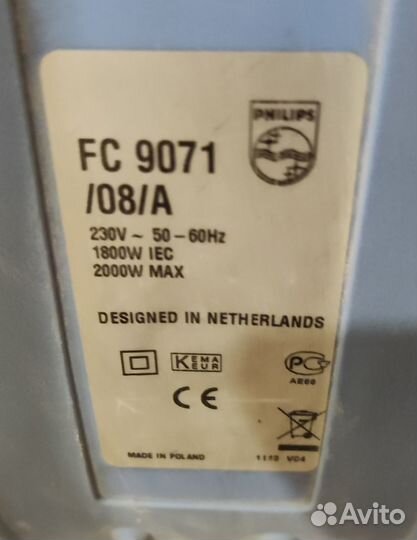 PHILIPS
FC 9071
/08/A
230V ~ 50-60Hz
1800W IEC
2000W MAX
DESIGNED IN NETHERLANDS
KEMA
KEUR
PC
CE
MADE IN POLAND
Avito